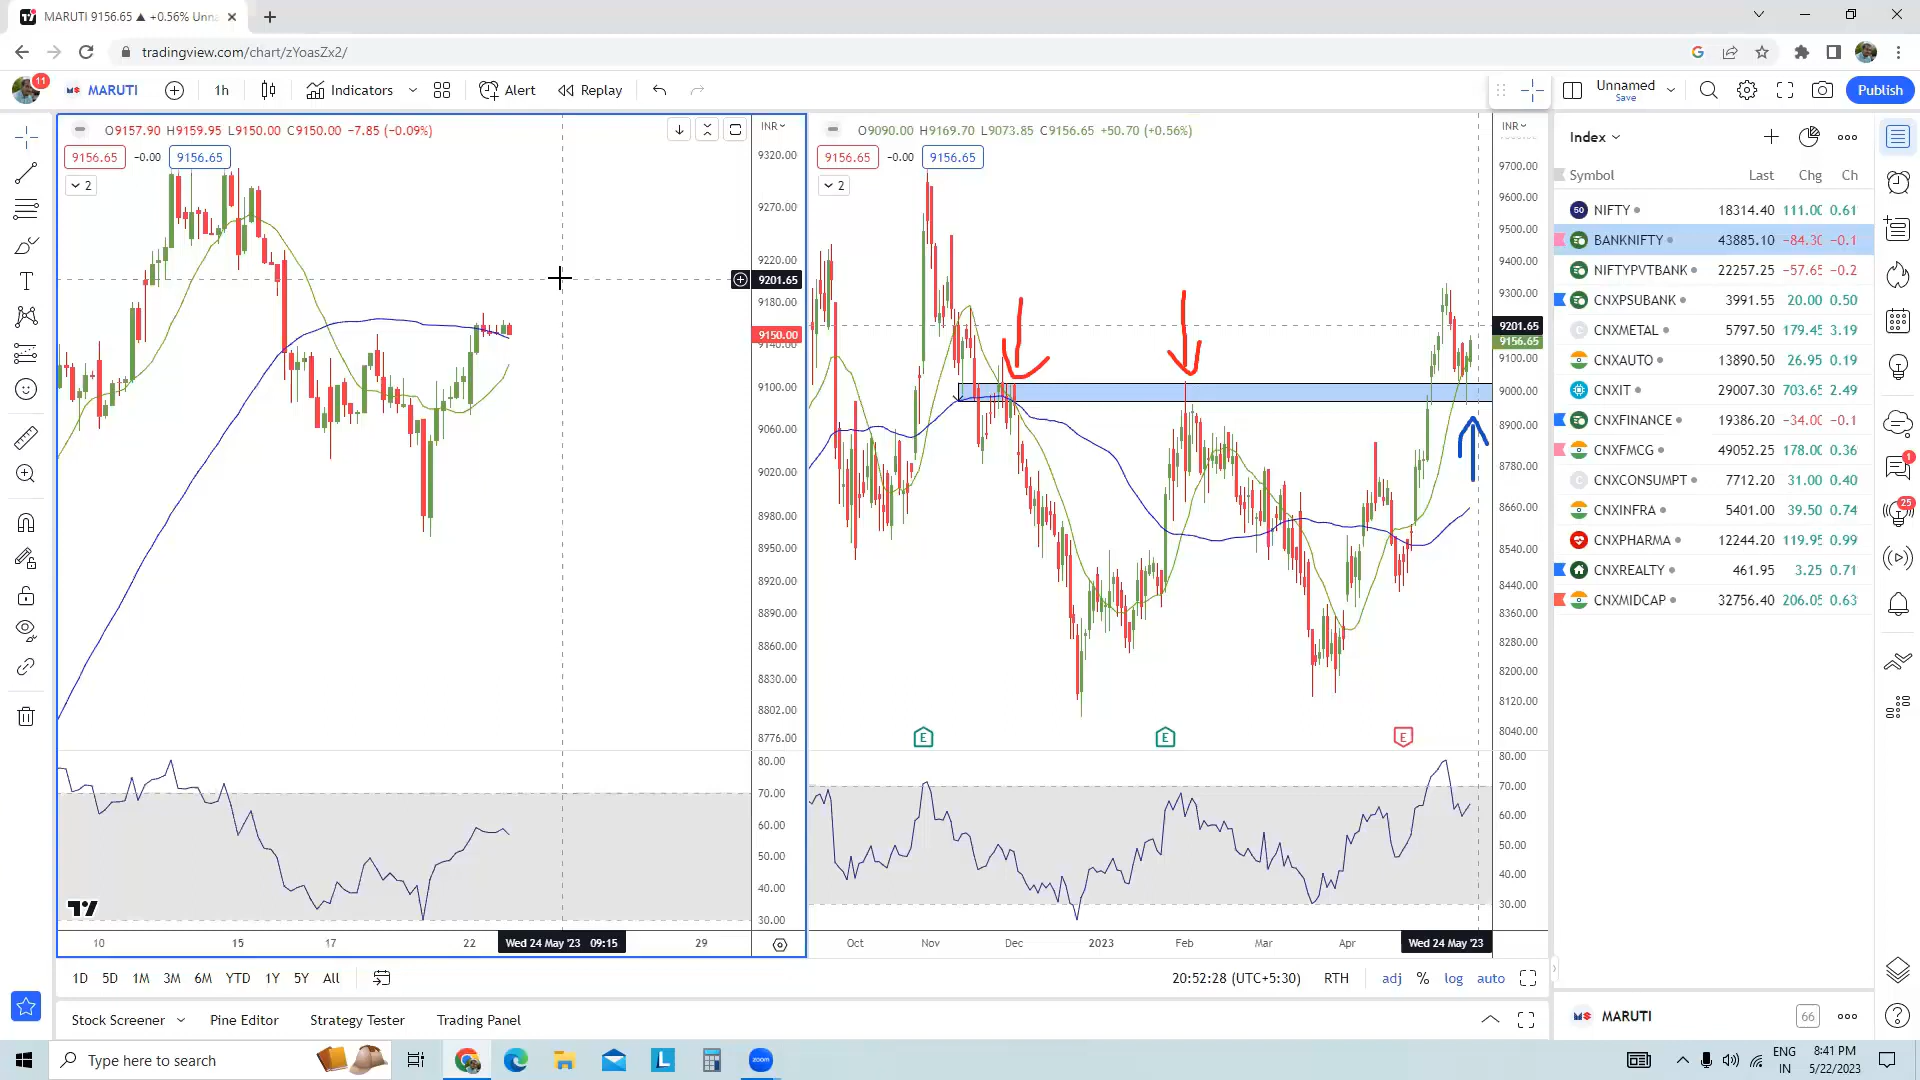 MARUTI 9156.65 ▲ +0.56% Unna
tradingview.com/chart/zYoasZx2/
11
MARUTI
1h
Indicators
Alert
Replay
Unnamed
Save
Publish
O9157.90 H9159.95 L9150.00 C9150.00 −7.85 (−0.09%)
INR
9156.65 -0.00 9156.65
2
9320.00
9270.00
9220.00
9201.65
9180.00
9150.00
9140.00
9100.00
9060.00
9020.00
8980.00
8950.00
8920.00
8890.00
8860.00
8830.00
8802.00
8776.00
80.00
70.00
60.00
50.00
40.00
30.00
10 15 17 22 Wed 24 May '23 09:15 29
O9090.00 H9169.70 L9073.85 C9156.65 +50.70 (+0.56%)
INR
9156.65 -0.00 9156.65
2
9700.00
9600.00
9500.00
9400.00
9300.00
9201.65
9156.65
9100.00
9000.00
8900.00
8780.00
8660.00
8540.00
8440.00
8360.00
8280.00
8200.00
8120.00
8040.00
E E E
80.00
70.00
60.00
50.00
40.00
30.00
Oct Nov Dec 2023 Feb Mar Apr Wed 24 May '23
1D 5D 1M 3M 6M YTD 1Y 5Y All
20:52:28 (UTC+5:30) RTH adj % log auto
Stock Screener Pine Editor Strategy Tester Trading Panel
Index
Symbol Last Chg Ch
50 NIFTY 18314.40 111.00 0.61
BANKNIFTY 43885.10 −84.30 −0.1
NIFTYPVTBANK 22257.25 −57.65 −0.2
CNXPSUBANK 3991.55 20.00 0.50
C CNXMETAL 5797.50 179.45 3.19
CNXAUTO 13890.50 26.95 0.19
CNXIT 29007.30 703.65 2.49
CNXFINANCE 19386.20 −34.00 −0.1
CNXFMCG 49052.25 178.00 0.36
C CNXCONSUMPT 7712.20 31.00 0.40
CNXINFRA 5401.00 39.50 0.74
CNXPHARMA 12244.20 119.95 0.99
CNXREALTY 461.95 3.25 0.71
CNXMIDCAP 32756.40 206.05 0.63
1
25
MARUTI 66
Type here to search
L
zoom
ENG
IN
8:41 PM
5/22/2023